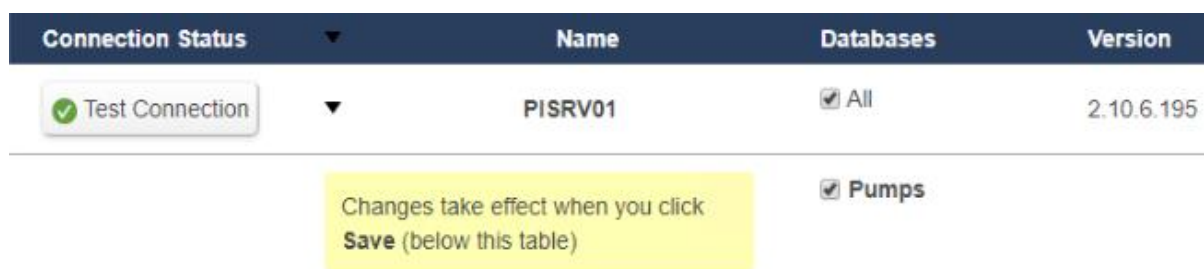 Connection Status Name Databases Version
Test Connection PISRV01 All 2.10.6.195
Changes take effect when you click Pumps
Save (below this table)